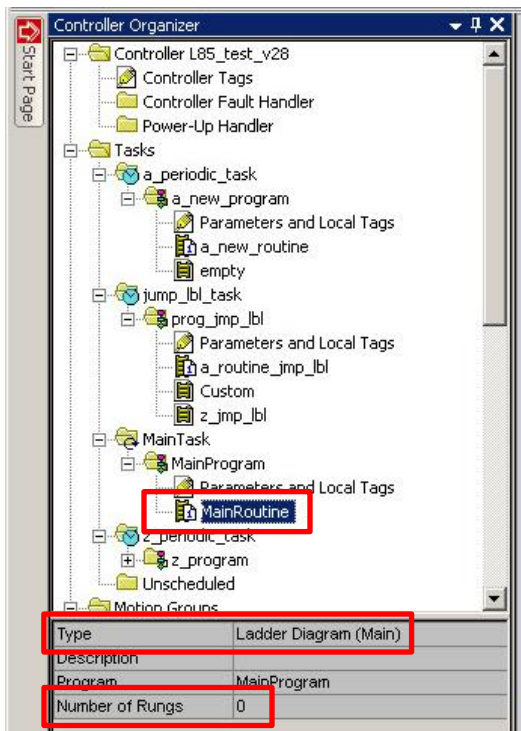 Controller Organizer
Start Page
Controller L85_test_v28
Controller Tags
Controller Fault Handler
Power-Up Handler
Tasks
a_periodic_task
a_new_program
Parameters and Local Tags
a_new_routine
empty
jump_lbl_task
prog_jmp_lbl
Parameters and Local Tags
a_routine_jmp_lbl
Custom
z_jmp_lbl
MainTask
MainProgram
Parameters and Local Tags
MainRoutine
z_periodic_task
z_program
Unscheduled
Motion Groups
Type Ladder Diagram (Main)
Description
Program MainProgram
Number of Rungs 0